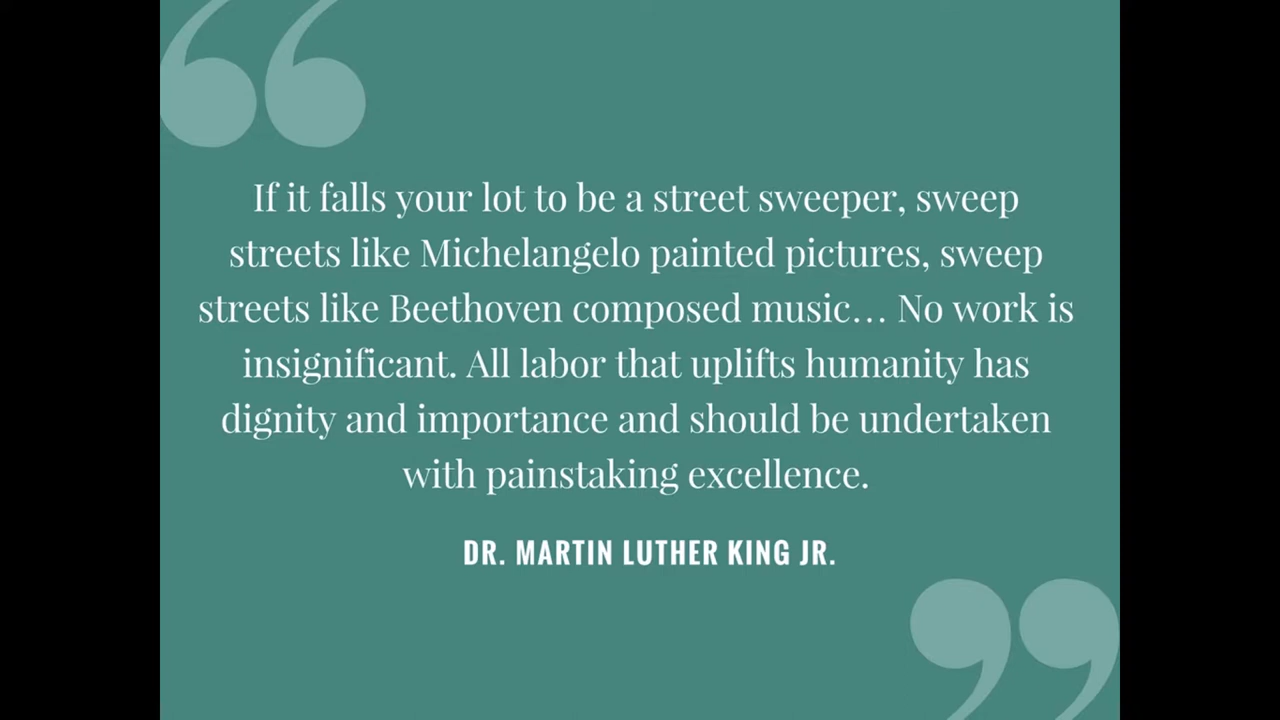 If it falls your lot to be a street sweeper, sweep
streets like Michelangelo painted pictures, sweep
streets like Beethoven composed music... No work is
insignificant. All labor that uplifts humanity has
dignity and importance and should be undertaken
with painstaking excellence.
DR. MARTIN LUTHER KING JR.